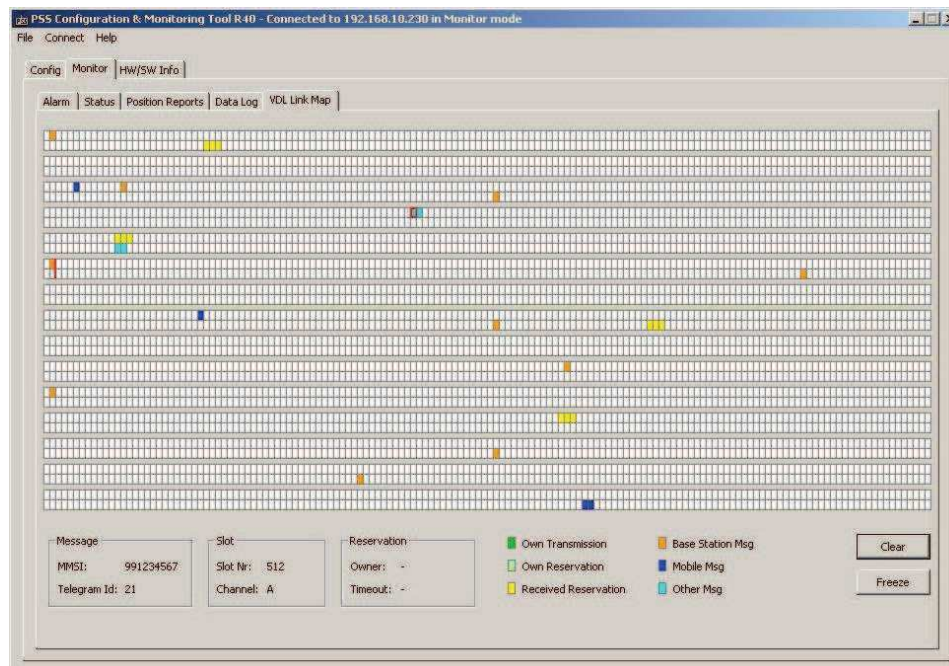 PSS Configuration & Monitoring Tool R40 - Connected to 192.168.10.230 in Monitor mode
File Connect Help
Config Monitor HW/SW Info
Alarm Status Position Reports Data Log VDL Link Map
Message
MMSI: 991234567
Telegram Id: 21
Slot
Slot Nr: 512
Channel: A
Reservation
Owner: -
Timeout: -
Own Transmission
Own Reservation
Received Reservation
Base Station Msg
Mobile Msg
Other Msg
Clear
Freeze